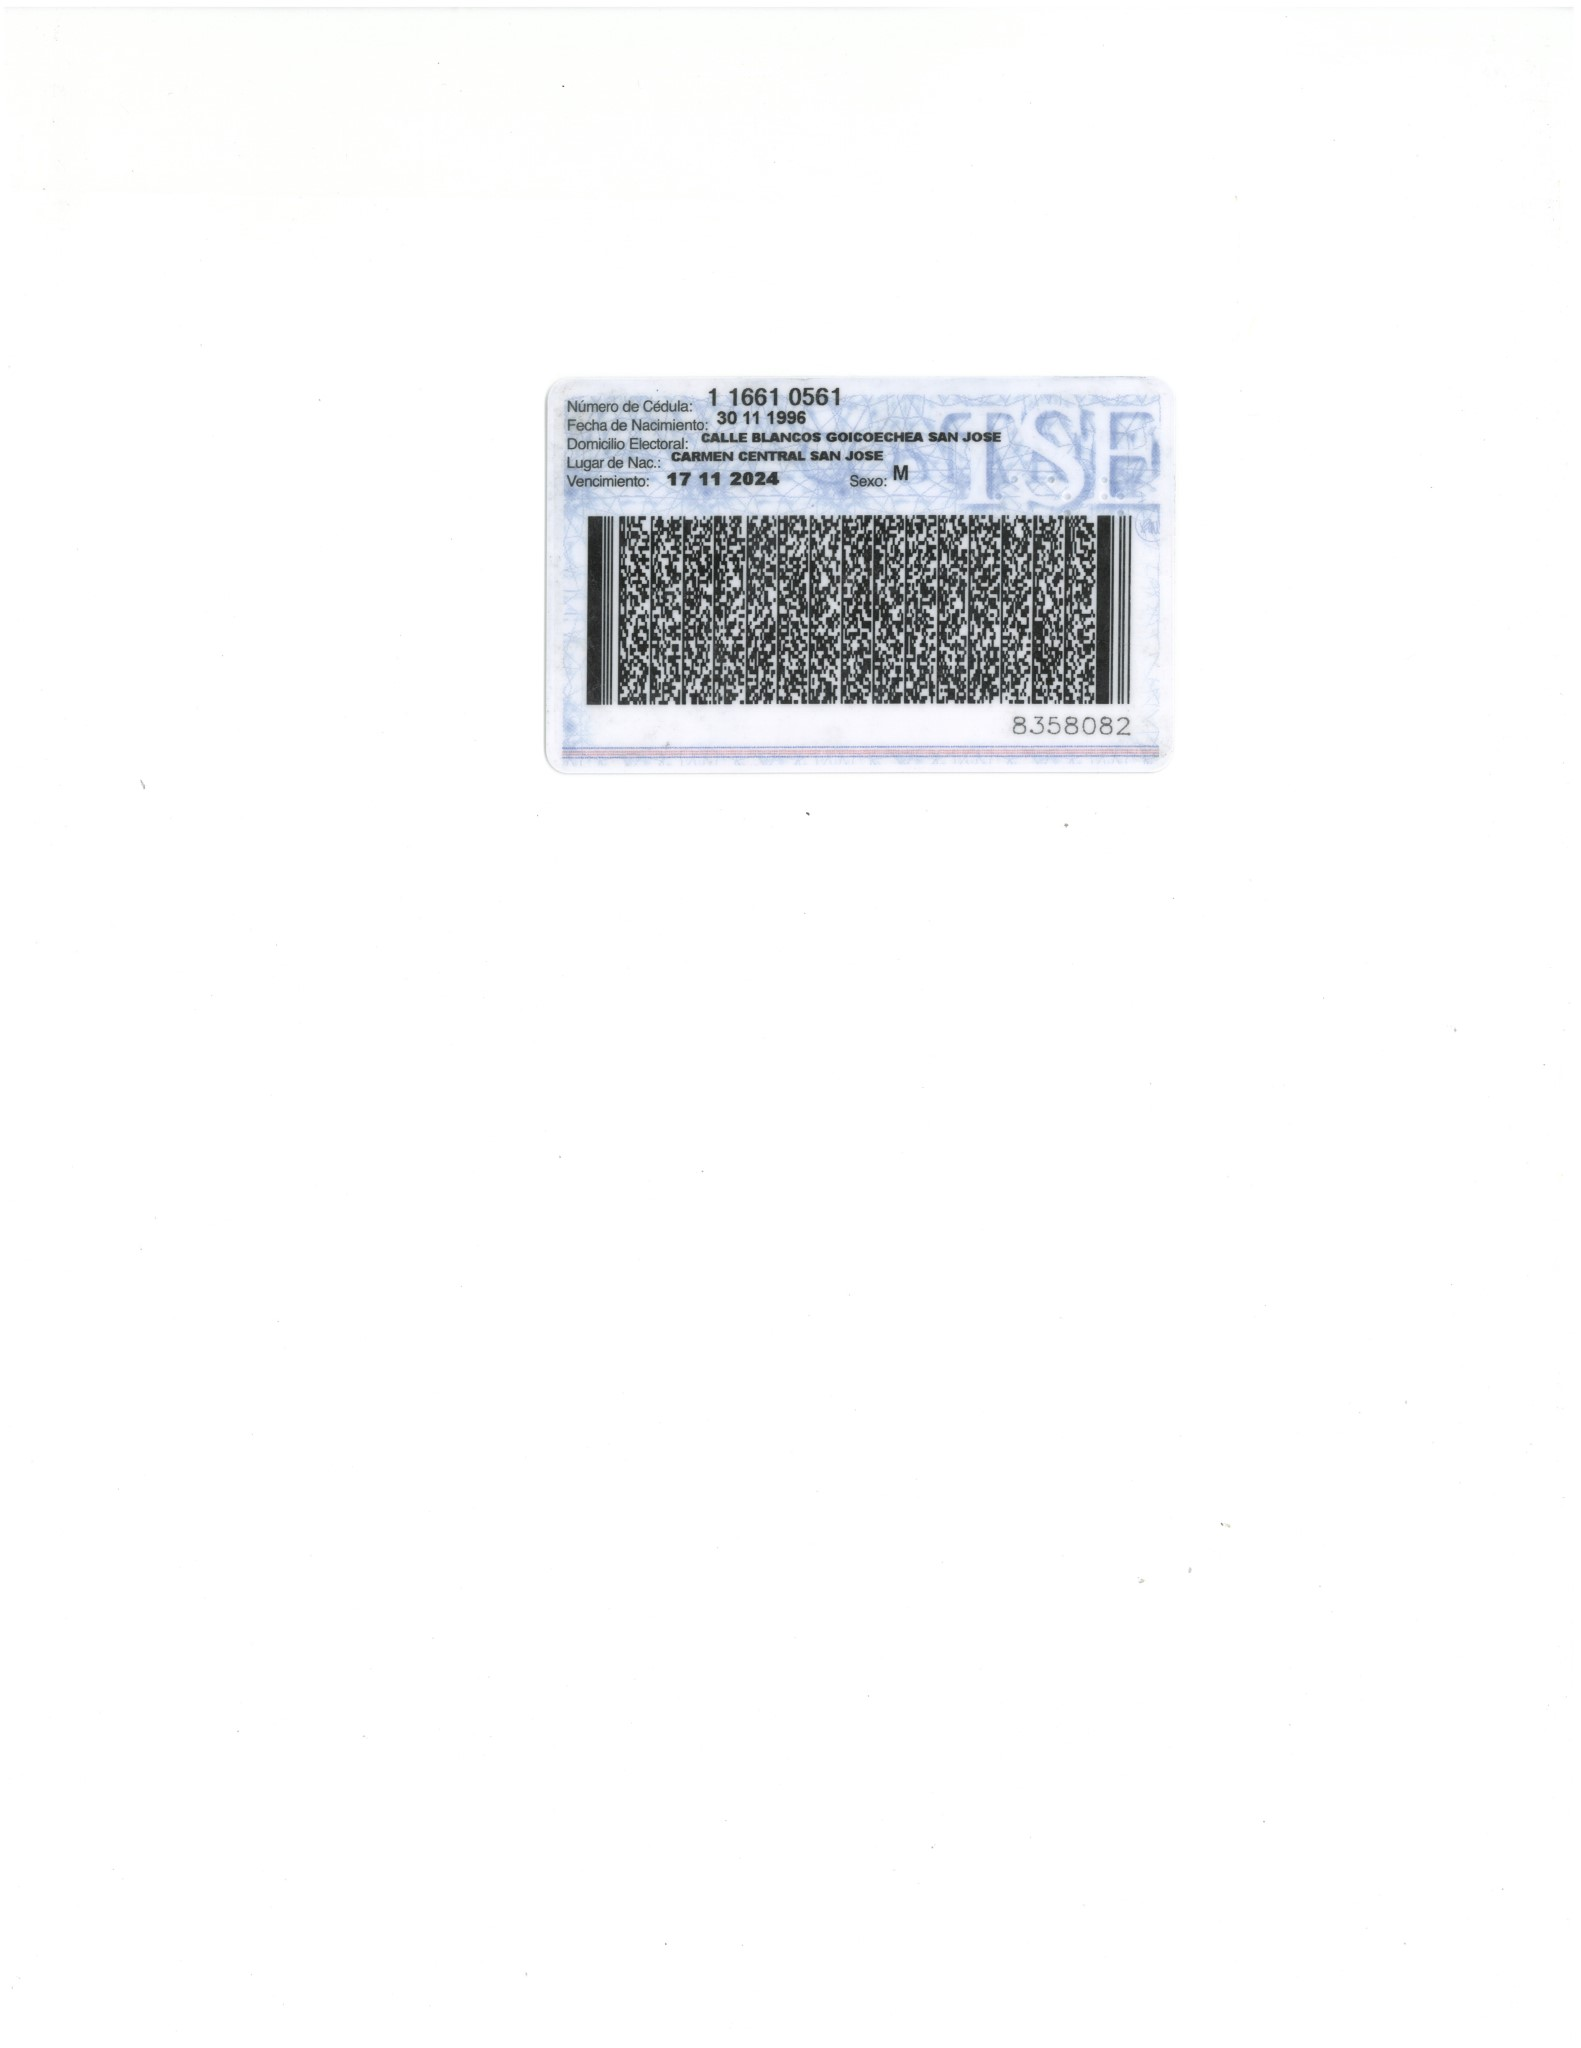 Número de Cédula: 1 1661 0561
Fecha de Nacimiento: 30 11 1996
Domicilio Electoral: CALLE BLANCOS GOICOECHEA SAN JOSE
Lugar de Nac.: CARMEN CENTRAL SAN JOSE
Vencimiento: 17 11 2024 Sexo: M
TSE
8358082